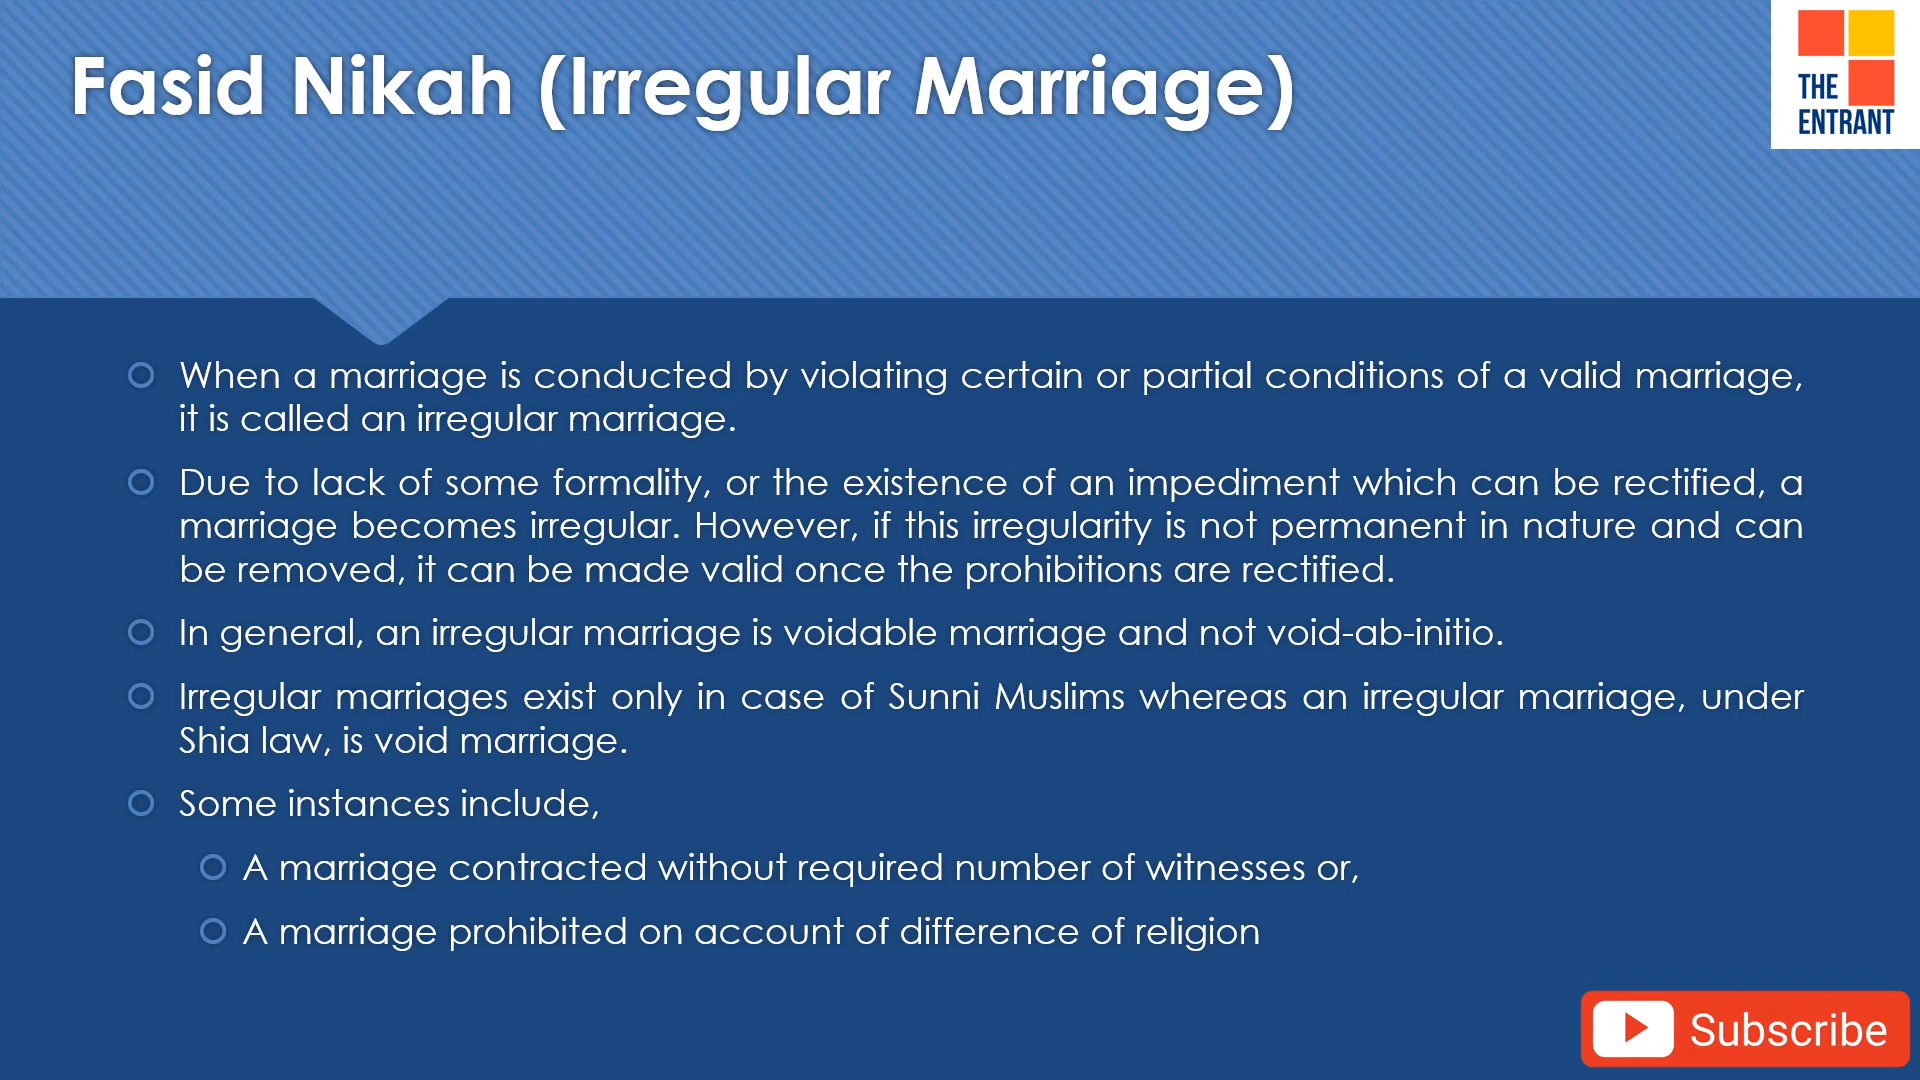 Fasid Nikah (Irregular Marriage)
THE
ENTRANT
When a marriage is conducted by violating certain or partial conditions of a valid marriage,
it is called an irregular marriage.
Due to lack of some formality, or the existence of an impediment which can be rectified, a
marriage becomes irregular. However, if this irregularity is not permanent in nature and can
be removed, it can be made valid once the prohibitions are rectified.
In general, an irregular marriage is voidable marriage and not void-ab-initio.
Irregular marriages exist only in case of Sunni Muslims whereas an irregular marriage, under
Shia law, is void marriage.
Some instances include,
A marriage contracted without required number of witnesses or,
A marriage prohibited on account of difference of religion
Subscribe